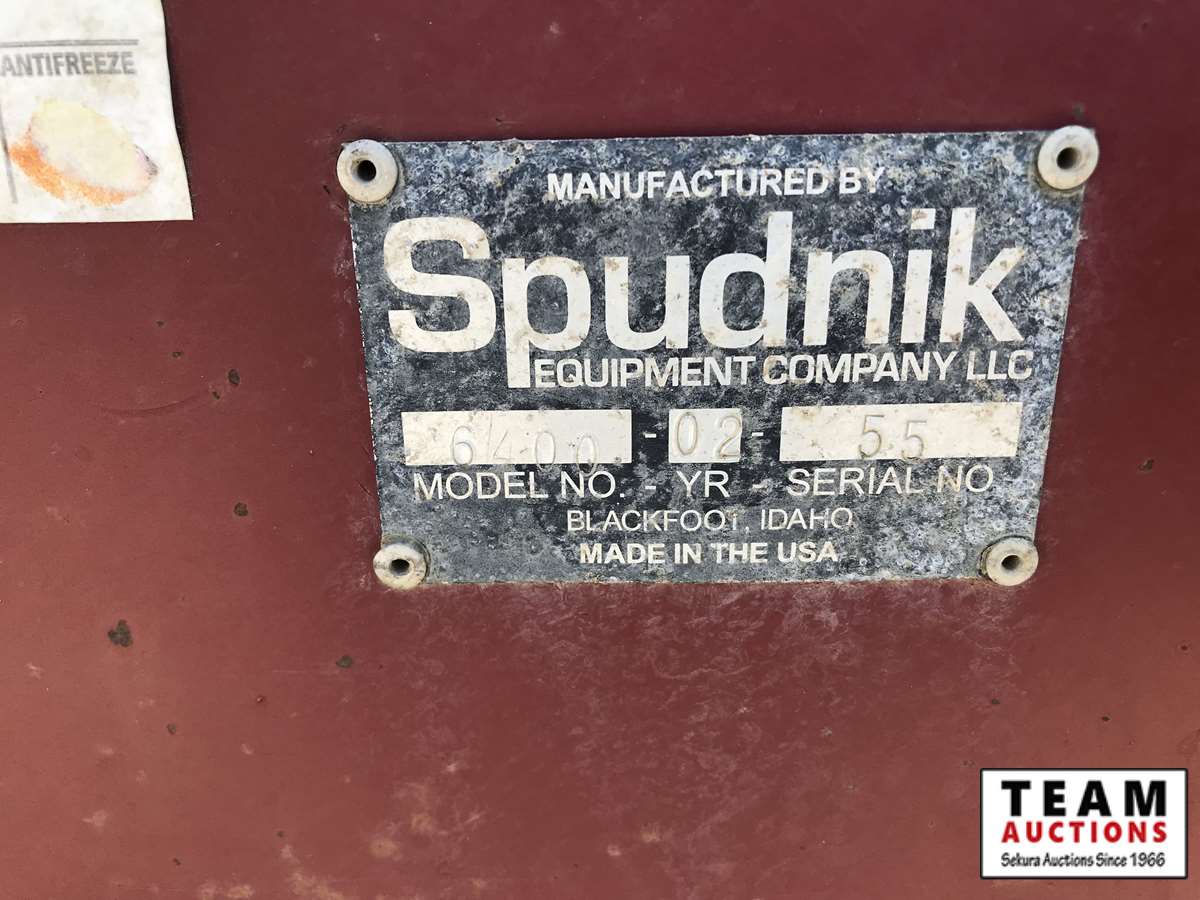 ANTIFREEZE
MANUFACTURED BY
Spudnik
EQUIPMENT COMPANY LLC
6400 - 02 - 55
MODEL NO. - YR - SERIAL NO
BLACKFOOT, IDAHO
MADE IN THE USA
TEAM
AUCTIONS
Sekura Auctions Since 1966